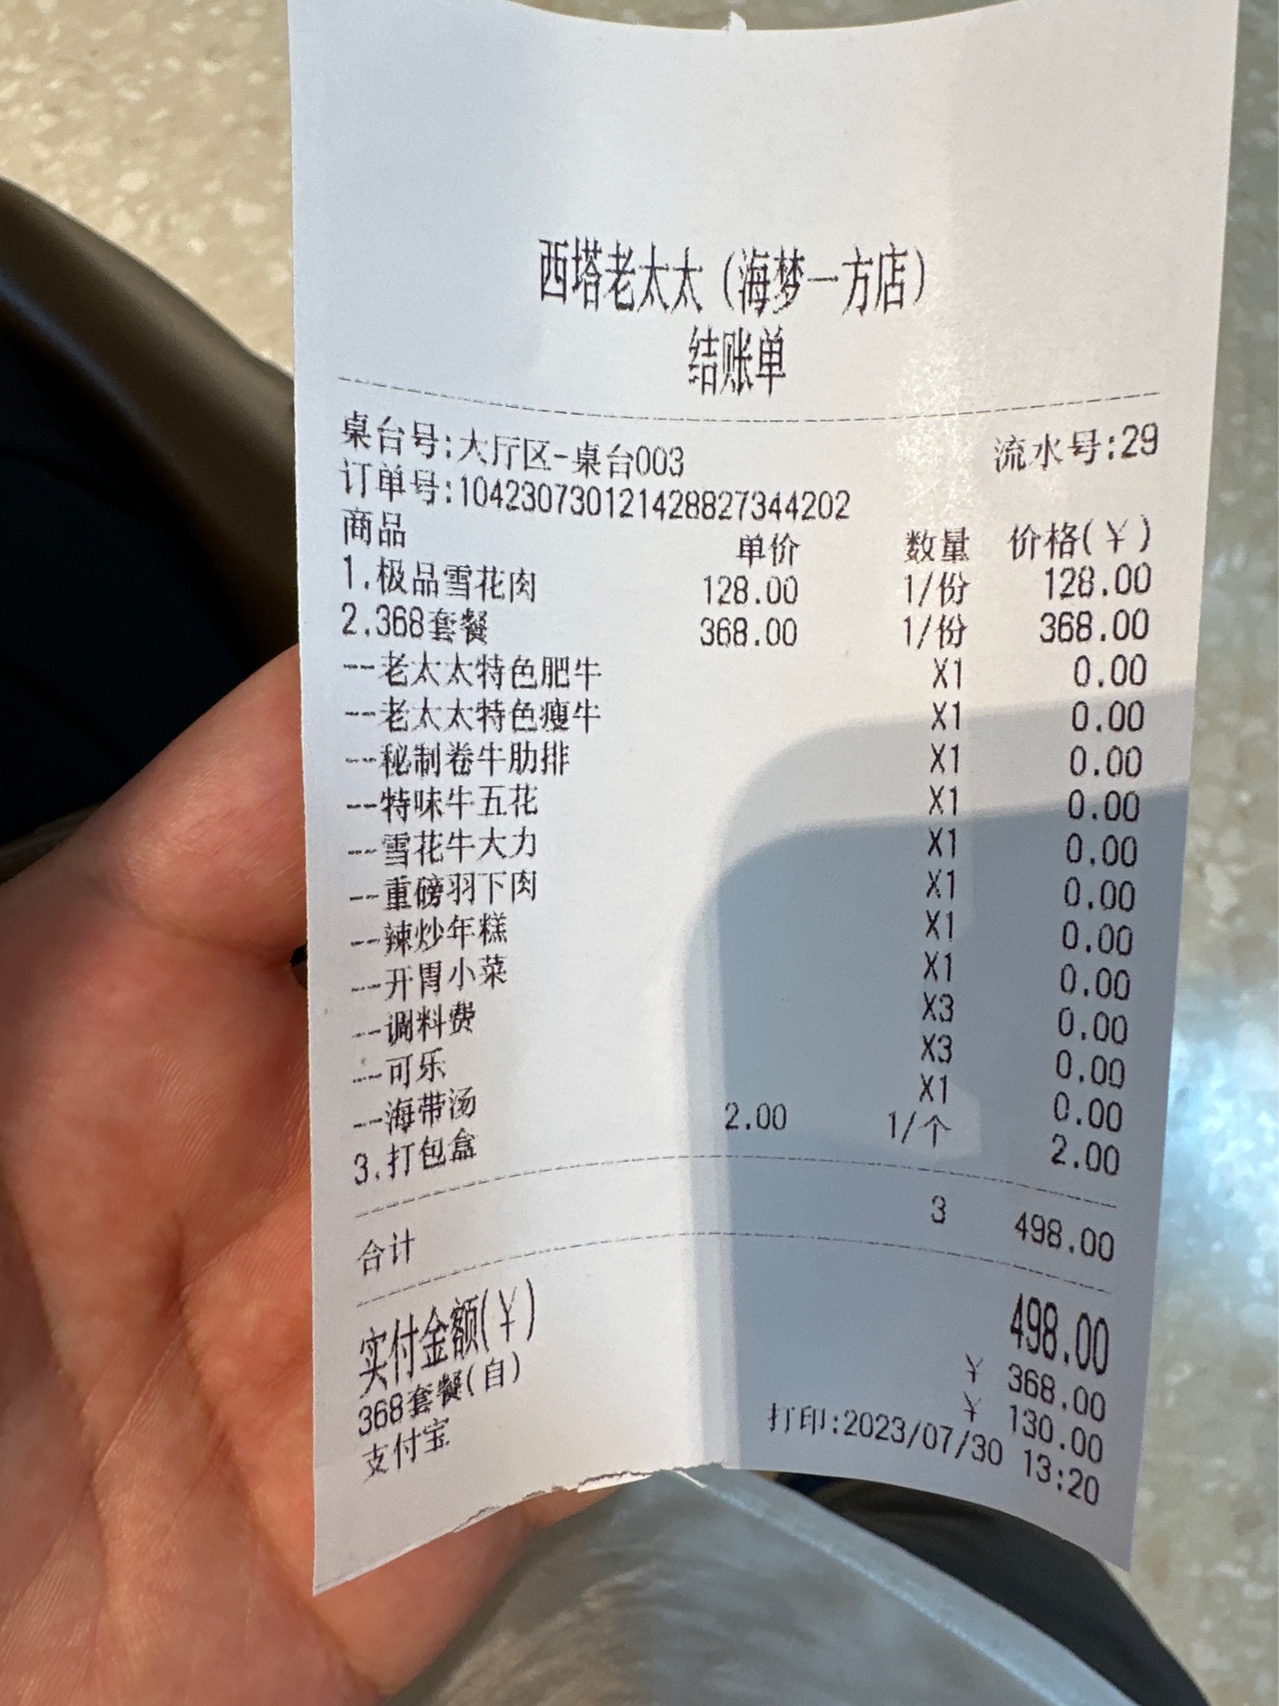 西塔老太太（海梦一方店）
结账单
桌台号:大厅区-桌台003 流水号:29
订单号:104230730121428827344202
商品 单价 数量 价格(￥)
1.极品雪花肉 128.00 1/份 128.00
2.368套餐 368.00 1/份 368.00
--老太太特色肥牛 X1 0.00
--老太太特色瘦牛 X1 0.00
--秘制卷牛肋排 X1 0.00
--特味牛五花 X1 0.00
--雪花牛大力 X1 0.00
--重磅羽下肉 X1 0.00
--辣炒年糕 X1 0.00
--开胃小菜 X1 0.00
--调料费 X3 0.00
--可乐 X3 0.00
--海带汤 X1 0.00
3.打包盒 2.00 1/个 2.00
合计 3 498.00
实付金额(￥) 498.00
368套餐(自) ￥ 368.00
支付宝 ￥ 130.00
打印:2023/07/30 13:20